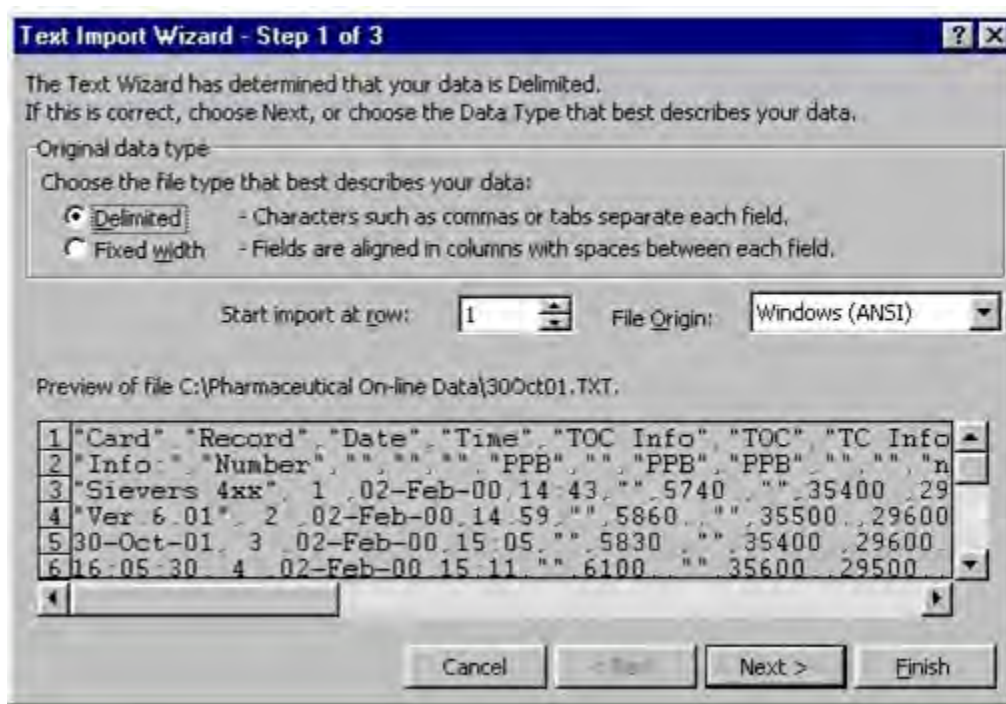 Text Import Wizard - Step 1 of 3
The Text Wizard has determined that your data is Delimited.
If this is correct, choose Next, or choose the Data Type that best describes your data.
Original data type
Choose the file type that best describes your data:
Delimited - Characters such as commas or tabs separate each field.
Fixed width - Fields are aligned in columns with spaces between each field.
Start import at row: 1 File Origin: Windows (ANSI)
Preview of file C:\Pharmaceutical On-line Data\30Oct01.TXT.
1 "Card","Record","Date","Time","TOC Info","TOC","TC Info
2 "Info:","Number","","","","PPB","","PPB","PPB","","","n
3 "Sievers 4xx", 1 ,02-Feb-00,14:43,"",5740 ,"",35400 ,29
4 "Ver 6.01", 2 ,02-Feb-00,14:59,"",5860 ,"",35500 ,29600
5 30-Oct-01, 3 ,02-Feb-00,15:05,"",5830 ,"",35400 ,29600
6 16:05:30, 4 ,02-Feb-00,15:11,"",6100 ,"",35600 ,29500
Cancel Next > Finish